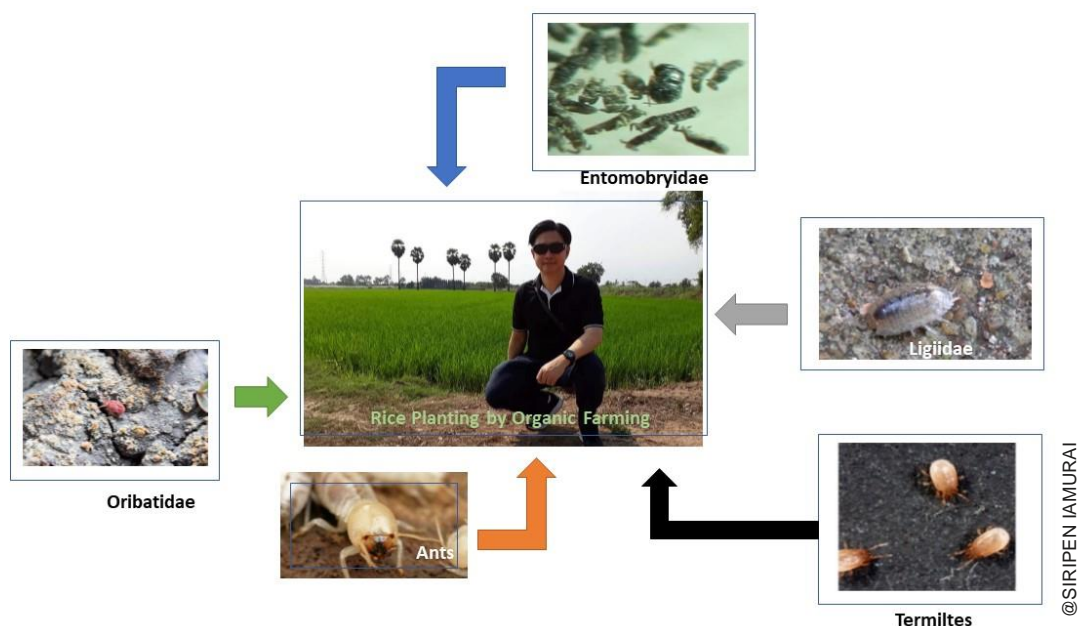 Entomobryidae
Ligiidae
Rice Planting by Organic Farming
Oribatidae
Ants
Termiltes
@SIRIPEN IAMURAI